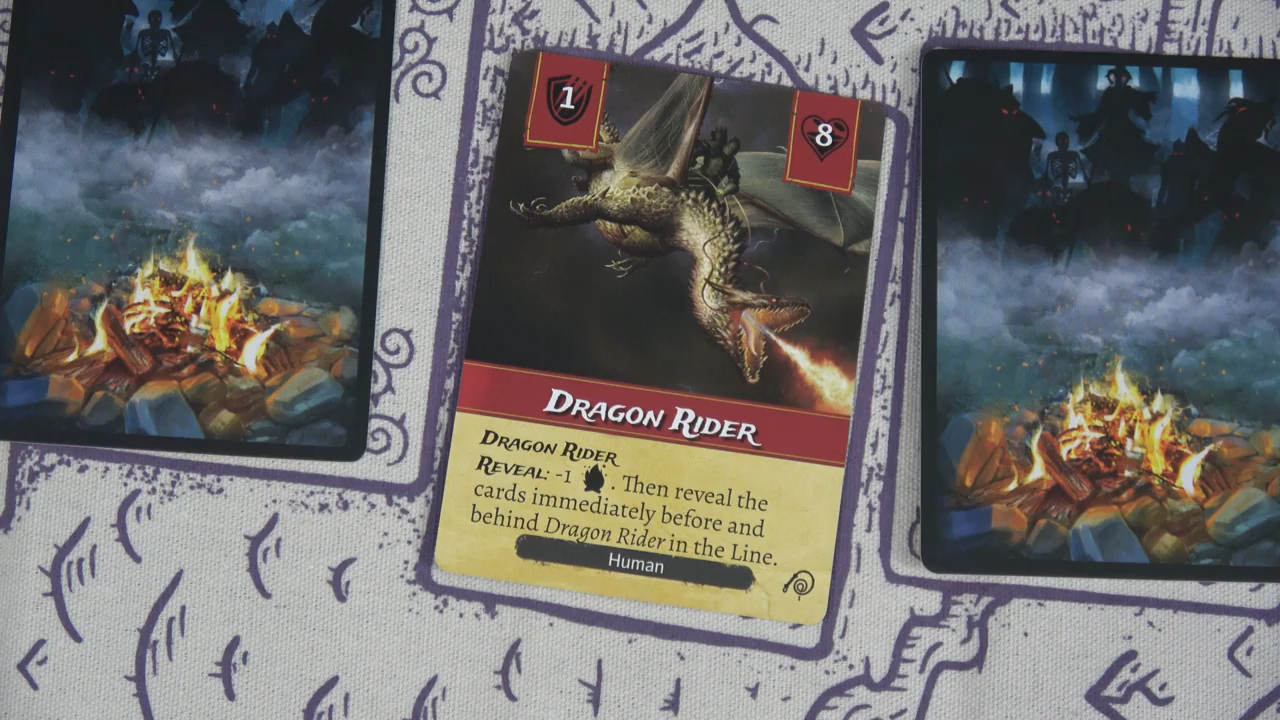 1
8
DRAGON RIDER
DRAGON RIDER
REVEAL: -1 . Then reveal the
cards immediately before and
behind Dragon Rider in the Line.
Human